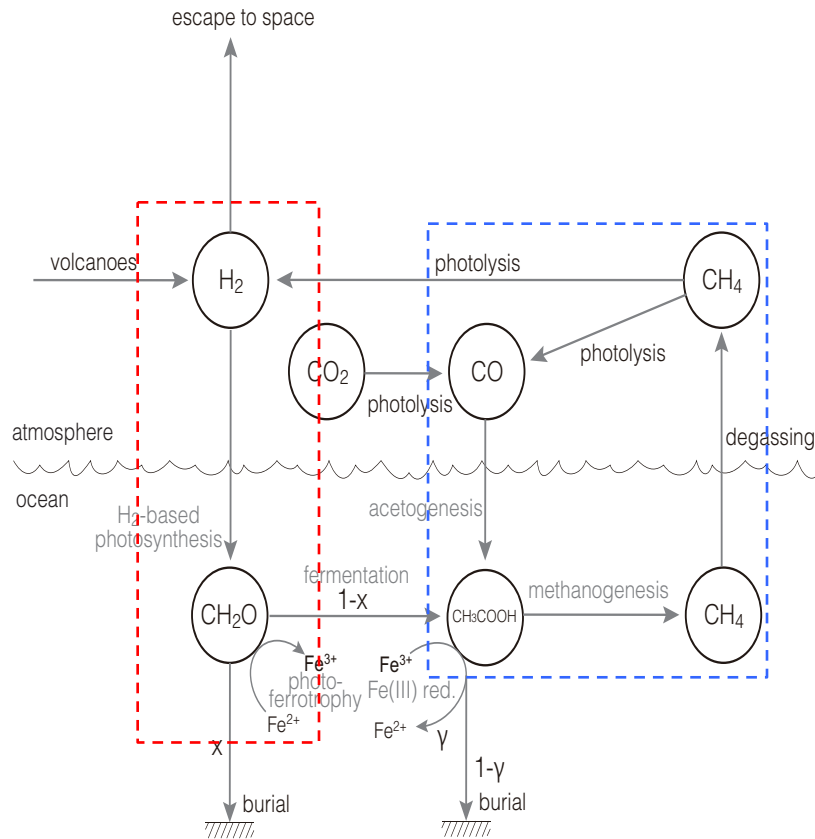 escape to space
volcanoes
H₂
photolysis
CH₄
CO₂
photolysis
CO
photolysis
atmosphere
degassing
ocean
H₂-based
photosynthesis
acetogenesis
fermentation
1-x
methanogenesis
CH₂O
CH₃COOH
CH₄
Fe³⁺
photo-
ferrotrophy
Fe²⁺
Fe³⁺
Fe(III) red.
Fe²⁺
γ
x
1-γ
burial
burial